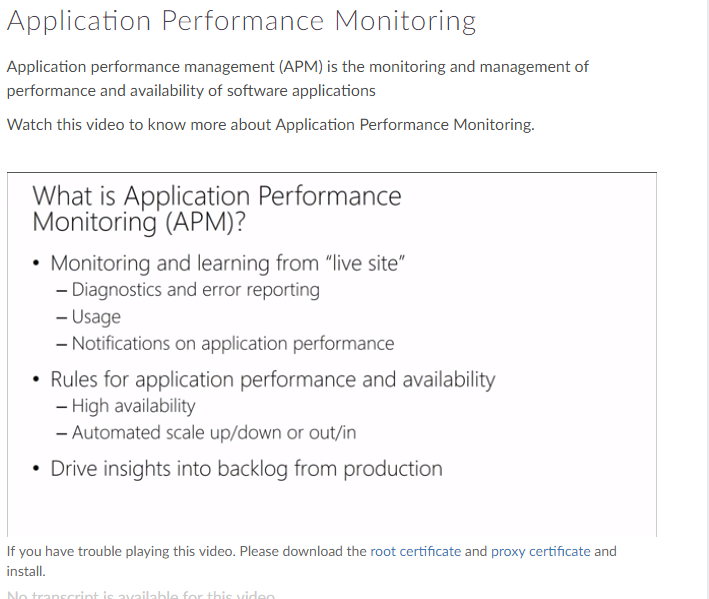 Application Performance Monitoring
Application performance management (APM) is the monitoring and management of
performance and availability of software applications
Watch this video to know more about Application Performance Monitoring.
What is Application Performance
Monitoring (APM)?
• Monitoring and learning from “live site”
– Diagnostics and error reporting
– Usage
– Notifications on application performance
• Rules for application performance and availability
– High availability
– Automated scale up/down or out/in
• Drive insights into backlog from production
If you have trouble playing this video. Please download the root certificate and proxy certificate and
install.
No transcript is available for this video